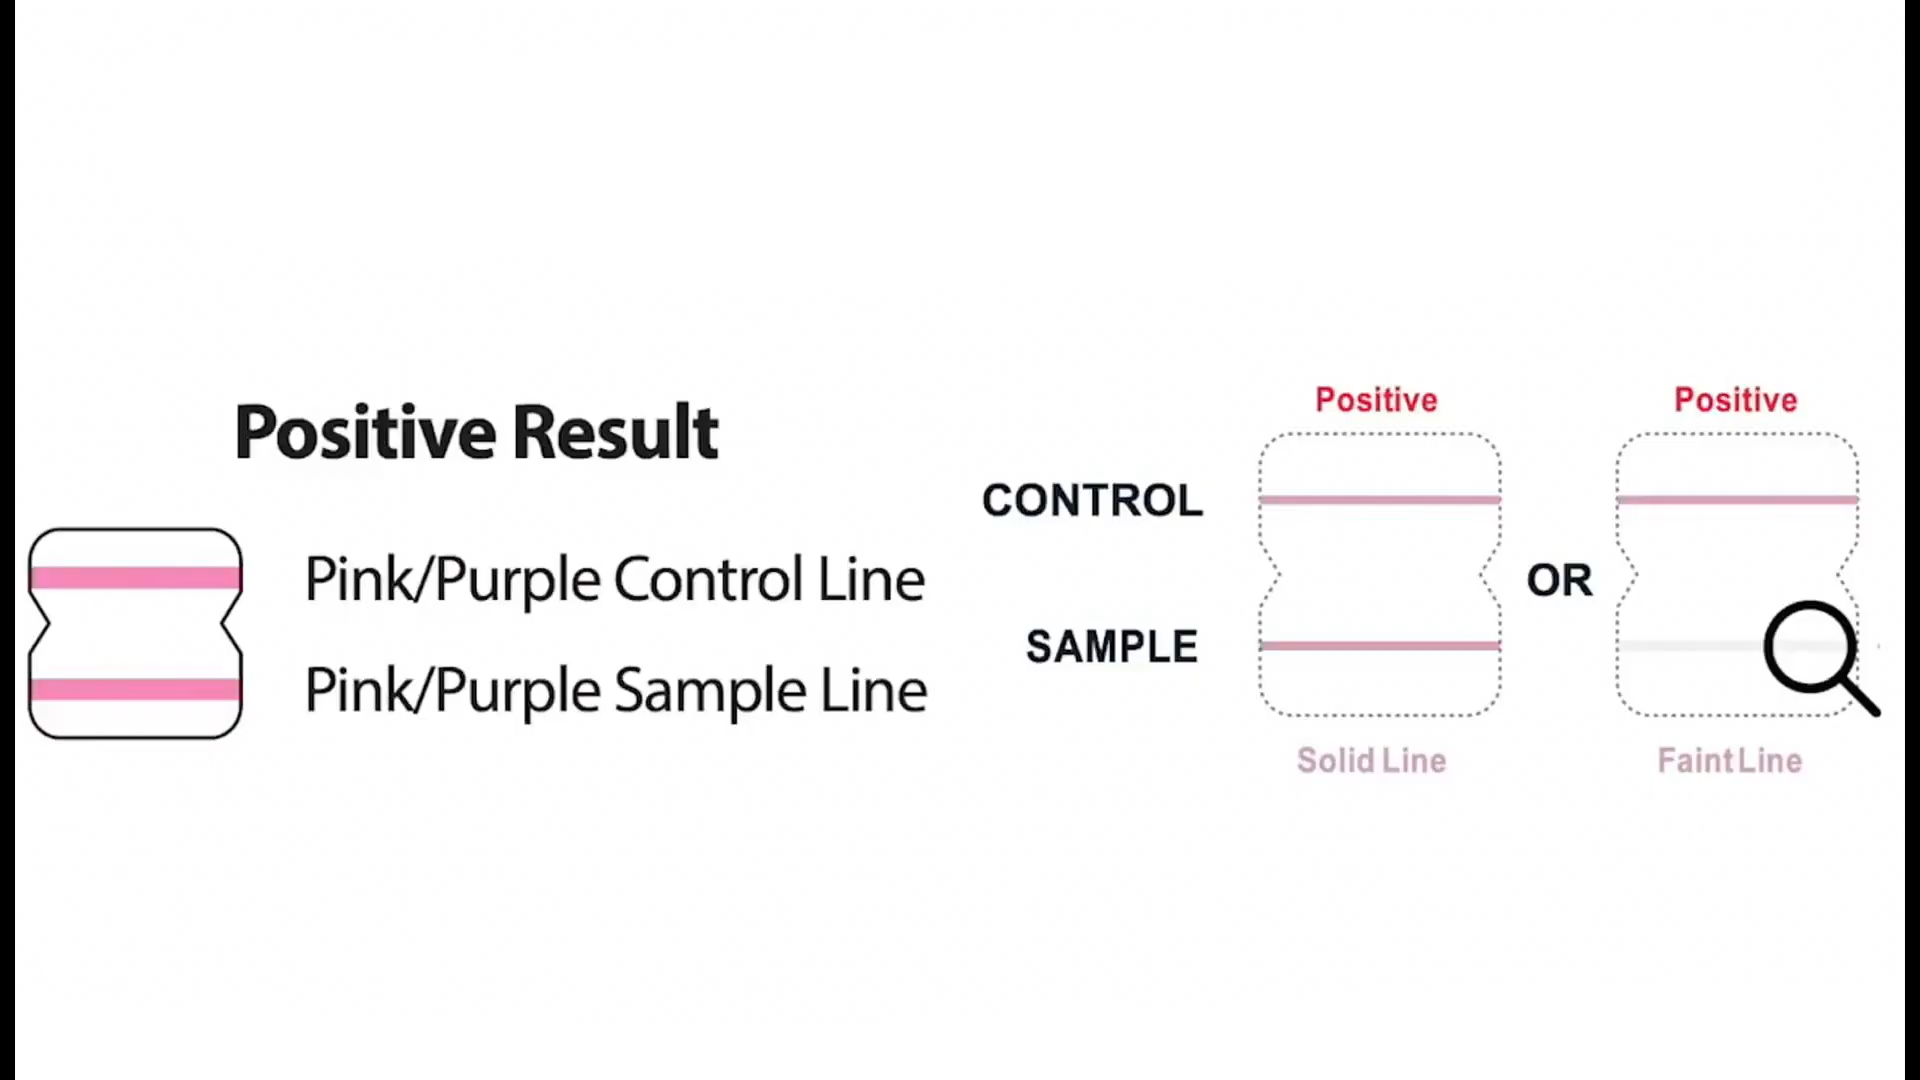 Positive Result
Pink/Purple Control Line
Pink/Purple Sample Line
Positive
Positive
CONTROL
OR
SAMPLE
Solid Line
Faint Line